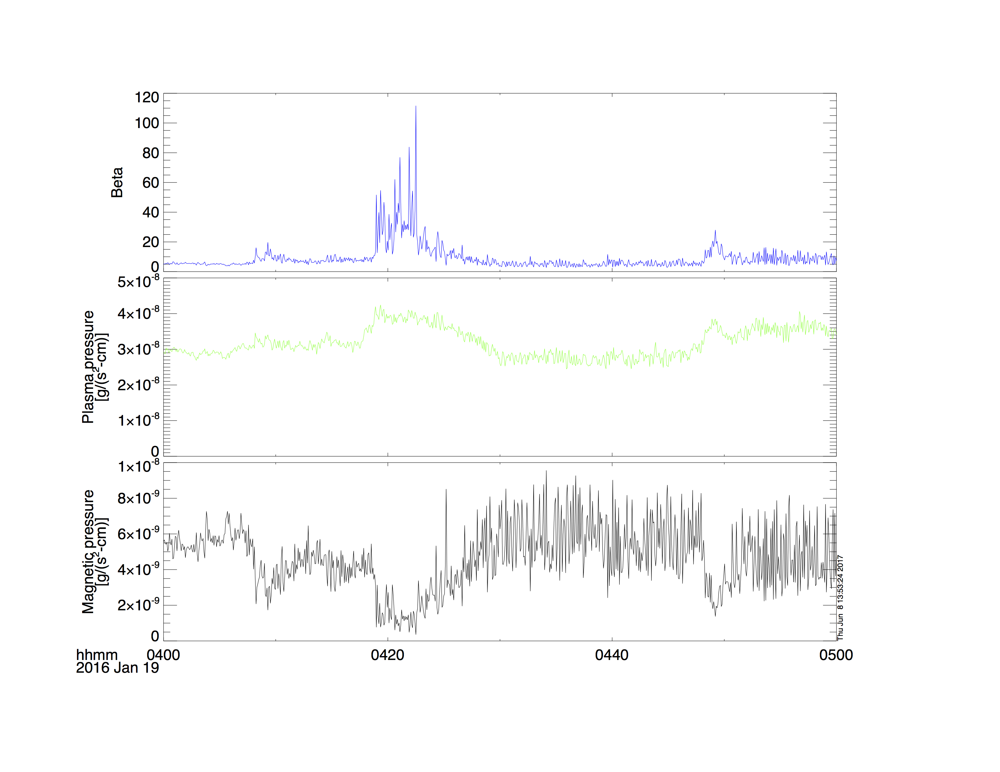 120
100
80
60
40
20
0
Beta
5×10⁻⁸
4×10⁻⁸
3×10⁻⁸
2×10⁻⁸
1×10⁻⁸
0
Plasma pressure
[g/(s²-cm)]
1×10⁻⁸
8×10⁻⁹
6×10⁻⁹
4×10⁻⁹
2×10⁻⁹
0
Magnetic pressure
[g/(s²-cm)]
hhmm 0400 0420 0440 0500
2016 Jan 19
Thu Jun 8 13:53:24 2017